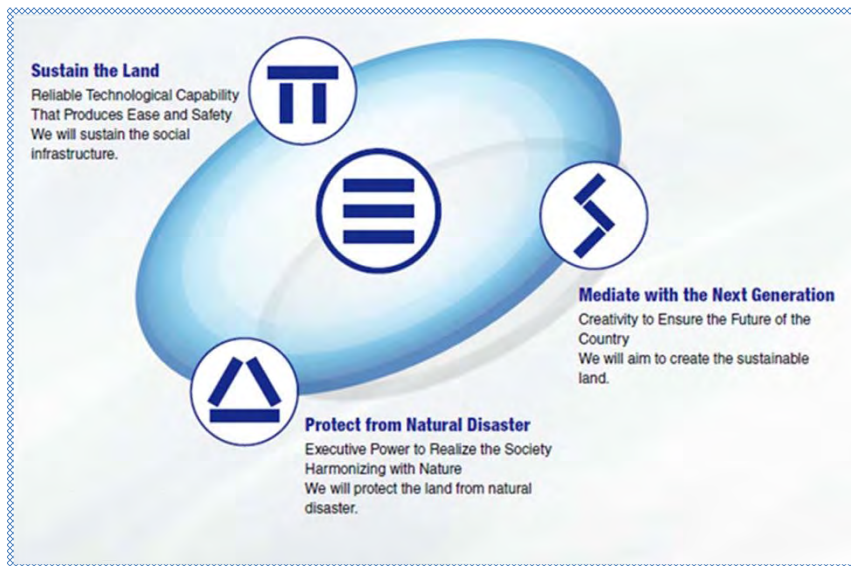 Sustain the Land
Reliable Technological Capability
That Produces Ease and Safety
We will sustain the social
infrastructure.
Mediate with the Next Generation
Creativity to Ensure the Future of the
Country
We will aim to create the sustainable
land.
Protect from Natural Disaster
Executive Power to Realize the Society
Harmonizing with Nature
We will protect the land from natural
disaster.